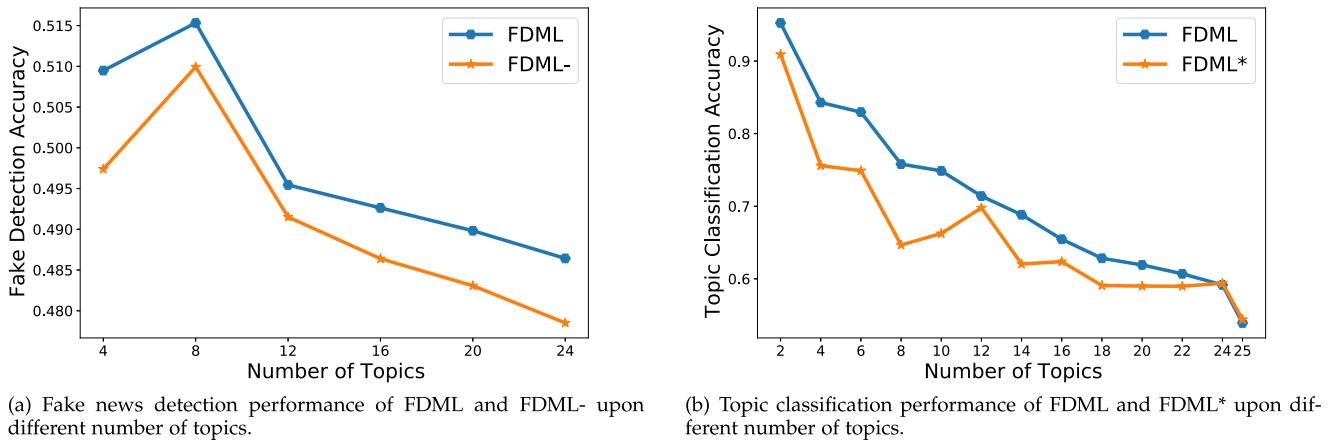 0.515
0.510
0.505
0.500
0.495
0.490
0.485
0.480
Fake Detection Accuracy
FDML
FDML-
4 8 12 16 20 24
Number of Topics
(a) Fake news detection performance of FDML and FDML- upon
different number of topics.
0.9
0.8
0.7
0.6
Topic Classification Accuracy
FDML
FDML*
2 4 6 8 10 12 14 16 18 20 22 24 25
Number of Topics
(b) Topic classification performance of FDML and FDML* upon dif-
ferent number of topics.